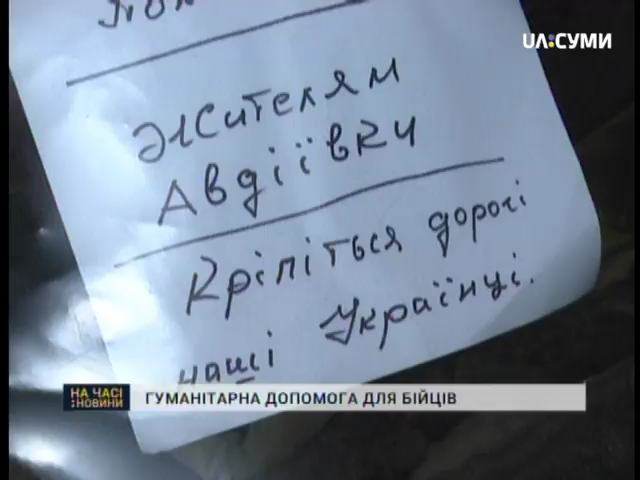 UA:СУМИ
Жителям
Авдіївки
Кріпіться дорогі
наші Українці.
НА ЧАСІ
:НОВИНИ
ГУМАНІТАРНА ДОПОМОГА ДЛЯ БІЙЦІВ